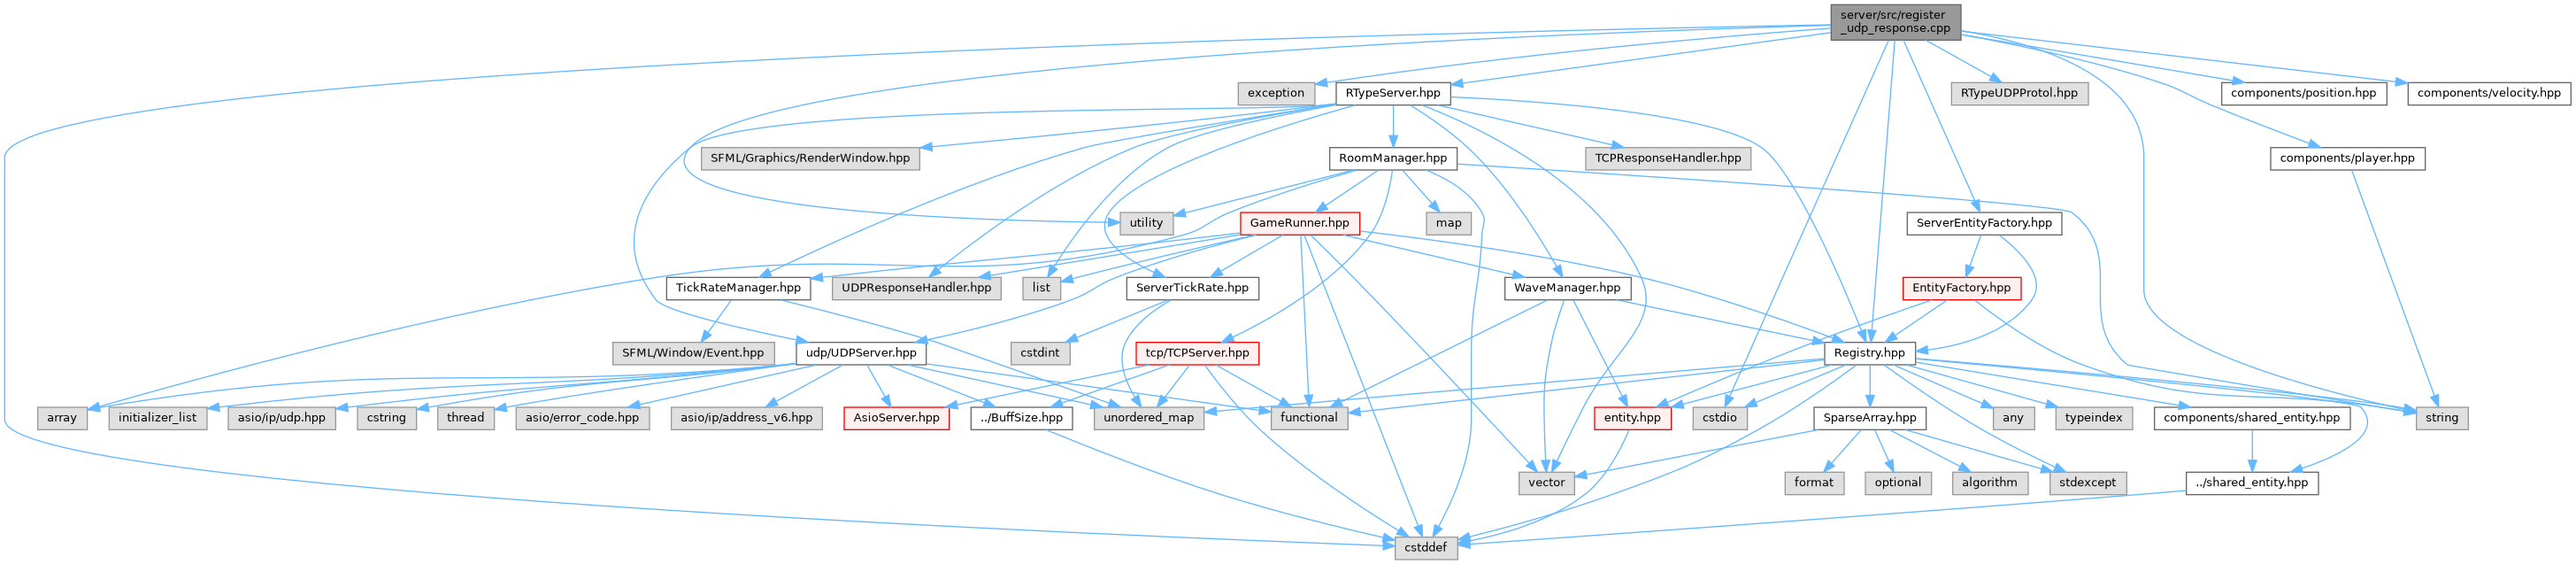 server/src/register
_udp_response.cpp
exception
RTypeServer.hpp
RTypeUDPProtol.hpp
components/position.hpp
components/velocity.hpp
SFML/Graphics/RenderWindow.hpp
RoomManager.hpp
TCPResponseHandler.hpp
components/player.hpp
utility
GameRunner.hpp
map
ServerEntityFactory.hpp
TickRateManager.hpp
UDPResponseHandler.hpp
list
ServerTickRate.hpp
WaveManager.hpp
EntityFactory.hpp
SFML/Window/Event.hpp
udp/UDPServer.hpp
cstdint
tcp/TCPServer.hpp
Registry.hpp
array
initializer_list
asio/ip/udp.hpp
cstring
thread
asio/error_code.hpp
asio/ip/address_v6.hpp
AsioServer.hpp
../BuffSize.hpp
unordered_map
functional
entity.hpp
cstdio
SparseArray.hpp
any
typeindex
components/shared_entity.hpp
string
vector
format
optional
algorithm
stdexcept
../shared_entity.hpp
cstddef